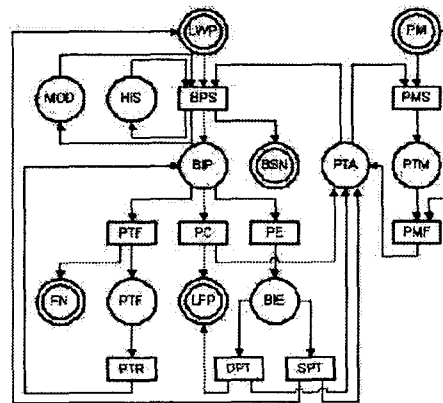 LWP PM
MOD HIS BPS PMS
BIP BSN PTA PTM
PTF PC PE PMF
FN PTF LFP BIE
PTR DPT SPT